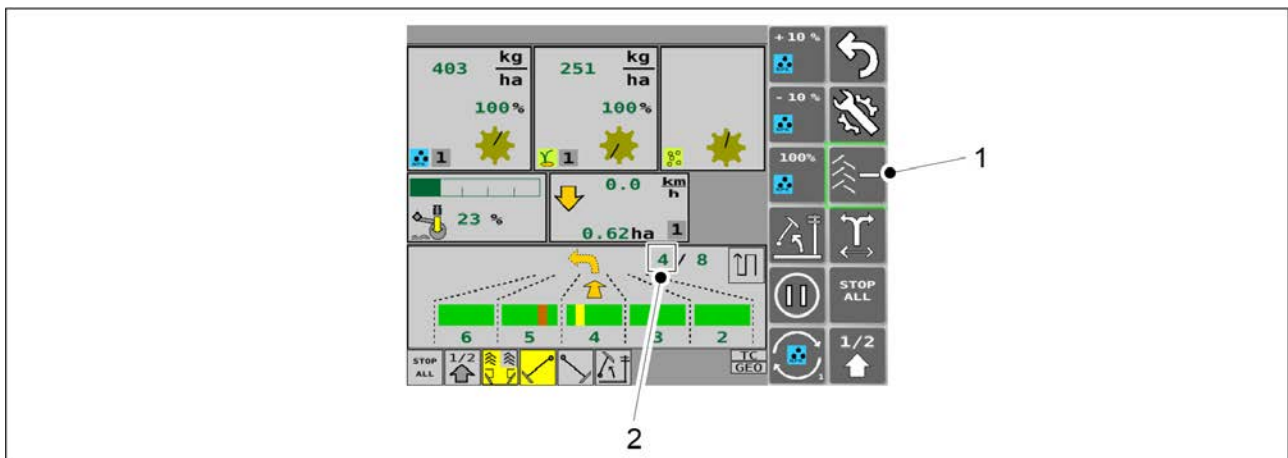 403 kg/ha
100%
1
251 kg/ha
100%
1
23 %
0.0 km/h
0.62ha 1
4 / 8
6 5 4 3 2
STOP ALL
1/2
TC
GEO
+10 %
- 10 %
100%
STOP ALL
1
1/2
1
2